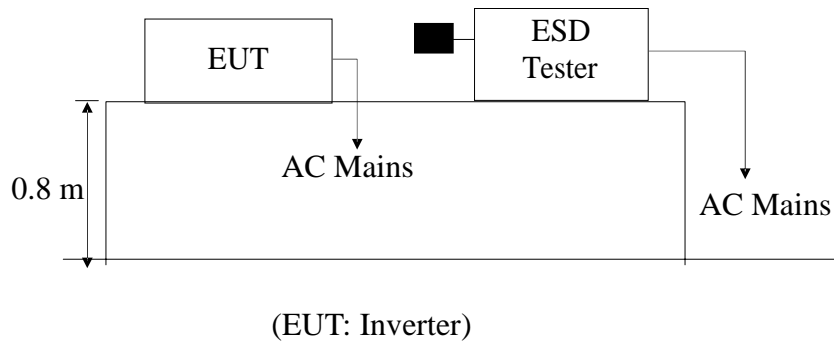 EUT
ESD
Tester
AC Mains
0.8 m
AC Mains
(EUT: Inverter)